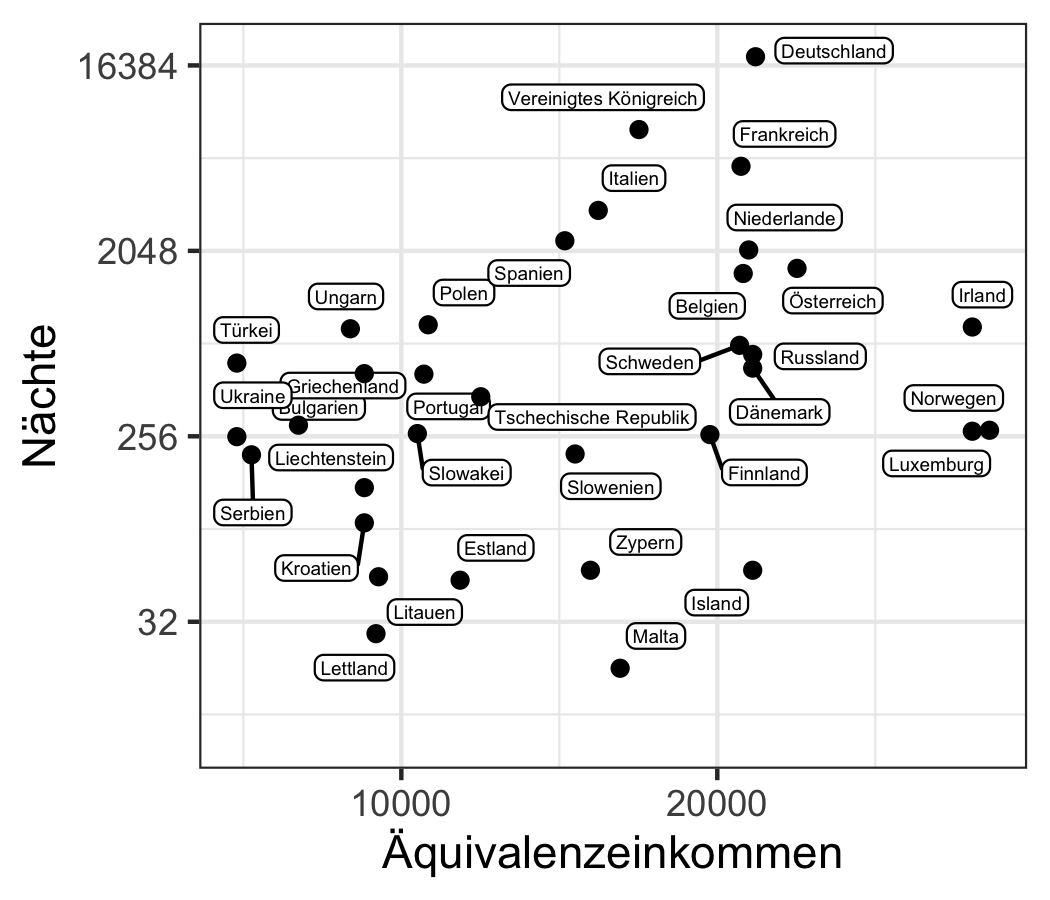 16384
Deutschland
Vereinigtes Königreich
Frankreich
Italien
Niederlande
2048
Spanien
Polen
Ungarn
Belgien
Österreich
Irland
Türkei
Schweden
Russland
Griechenland
Ukraine
Bulgarien
Portugal
Tschechische Republik
Dänemark
Norwegen
256
Liechtenstein
Slowakei
Slowenien
Finnland
Luxemburg
Serbien
Kroatien
Estland
Zypern
Island
Litauen
32
Malta
Lettland
Nächte
10000
20000
Äquivalenzeinkommen